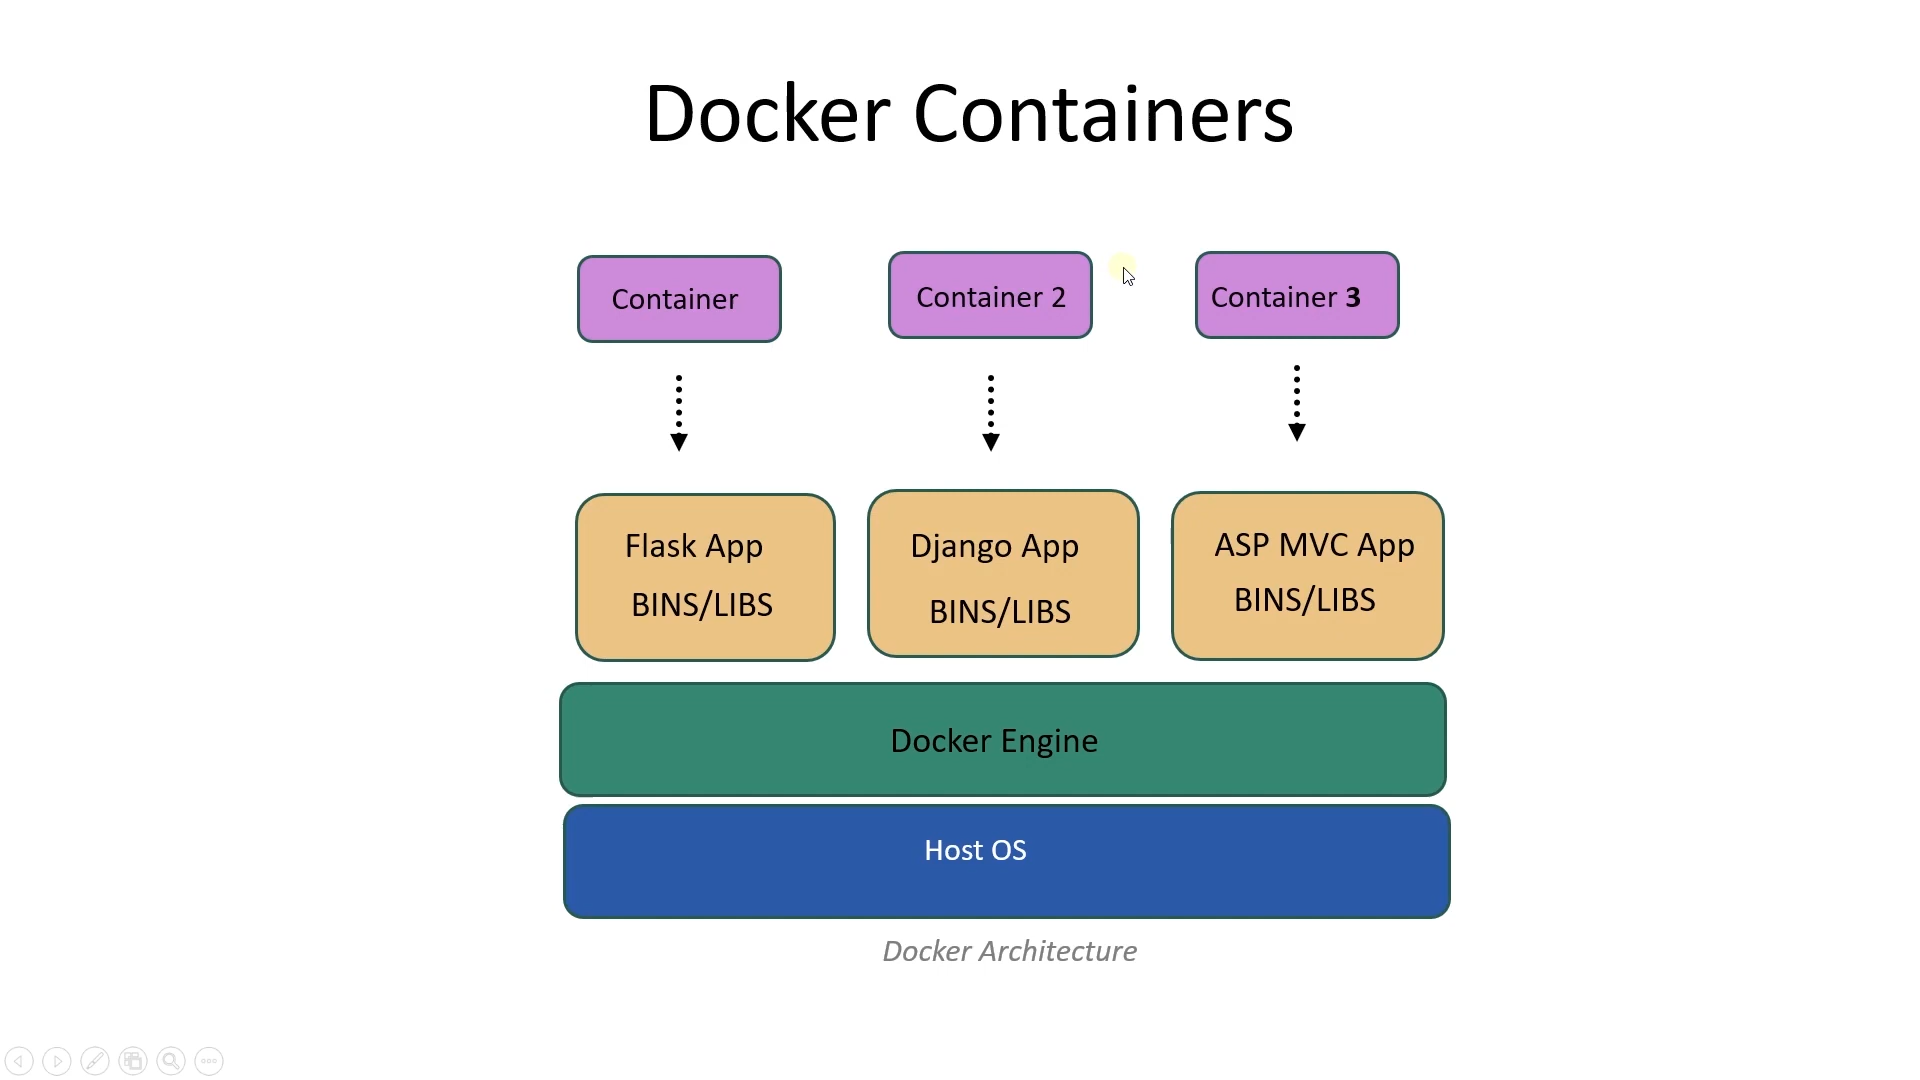 Docker Containers
Container
Container 2
Container 3
Flask App
BINS/LIBS
Django App
BINS/LIBS
ASP MVC App
BINS/LIBS
Docker Engine
Host OS
Docker Architecture